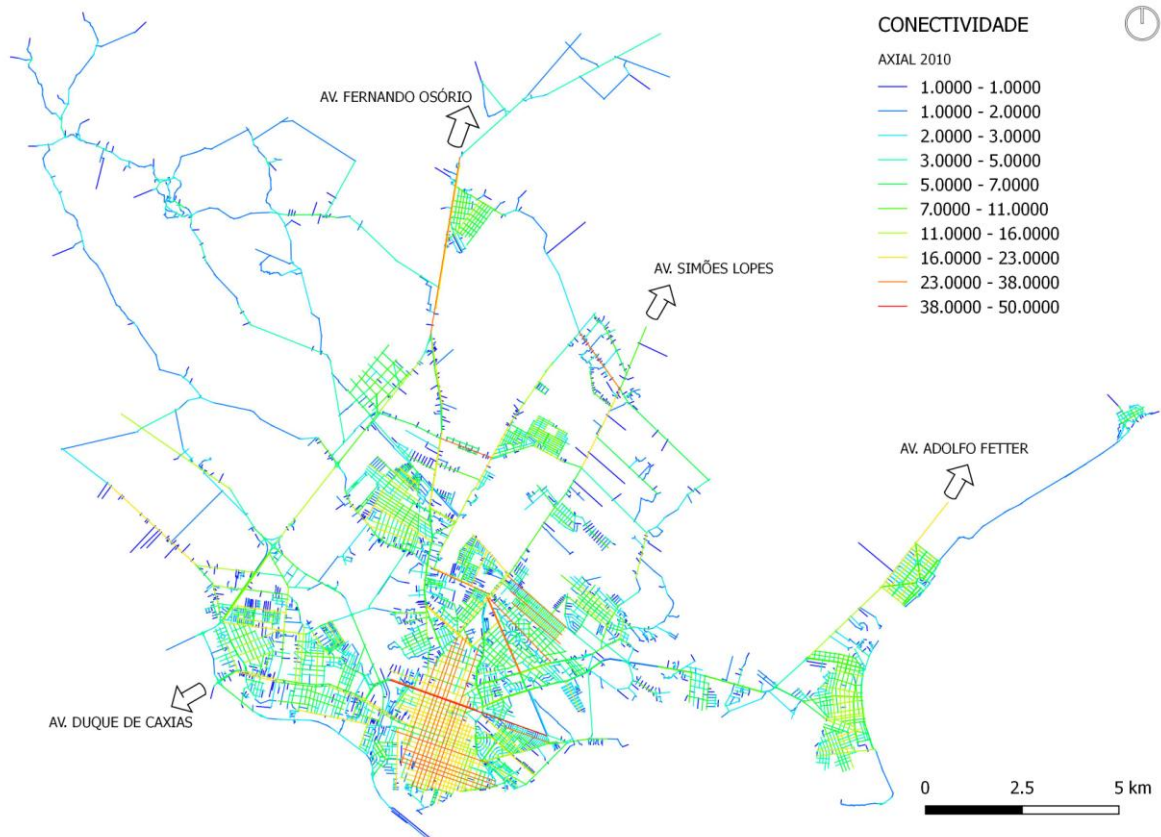 CONECTIVIDADE
AXIAL 2010
1.0000 - 1.0000
1.0000 - 2.0000
2.0000 - 3.0000
3.0000 - 5.0000
5.0000 - 7.0000
7.0000 - 11.0000
11.0000 - 16.0000
16.0000 - 23.0000
23.0000 - 38.0000
38.0000 - 50.0000
AV. FERNANDO OSÓRIO
AV. SIMÕES LOPES
AV. ADOLFO FETTER
AV. DUQUE DE CAXIAS
0 2.5 5 km